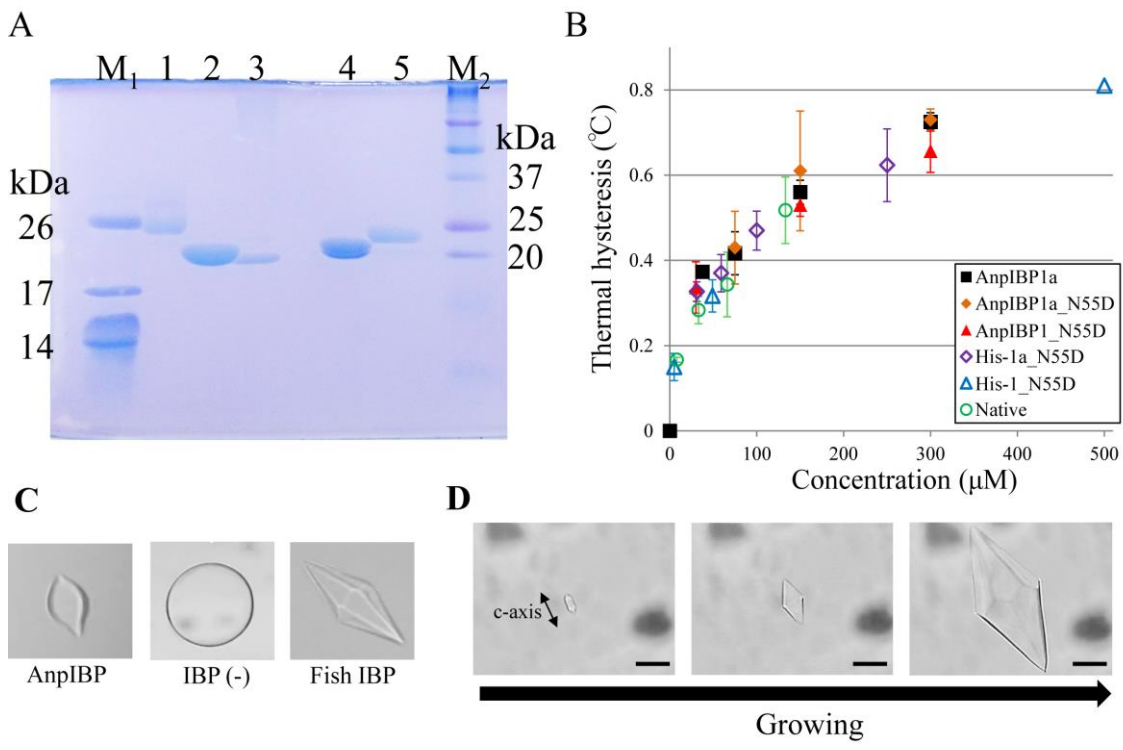 A
M1 1 2 3 4 5 M2
kDa
26
17
14
kDa
37
25
20
B
Thermal hysteresis (℃)
0.8
0.6
0.4
0.2
0
0 100 200 300 400 500
Concentration (μM)
AnpIBP1a
AnpIBP1a_N55D
AnpIBP1_N55D
His-1a_N55D
His-1_N55D
Native
C
AnpIBP
IBP (-)
Fish IBP
D
c-axis
Growing